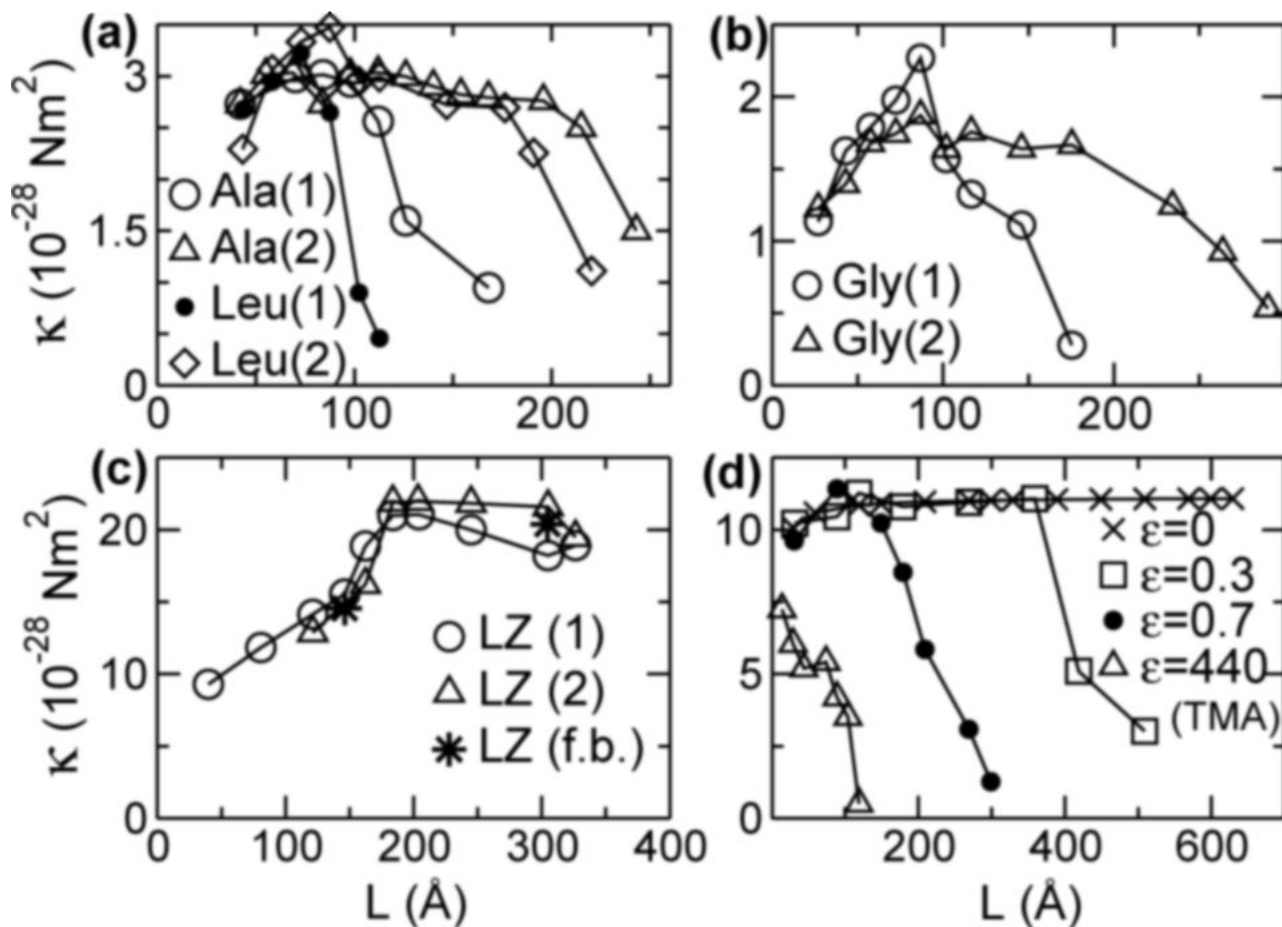 (a)
κ (10⁻²⁸ Nm²)
3
1.5
0
Ala(1)
Ala(2)
Leu(1)
Leu(2)
0 100 200
(b)
2
1
0
Gly(1)
Gly(2)
0 100 200
(c)
κ (10⁻²⁸ Nm²)
20
10
0
LZ (1)
LZ (2)
LZ (f.b.)
0 100 200 300 400
L (Å)
(d)
10
5
0
ε=0
ε=0.3
ε=0.7
ε=440
(TMA)
200 400 600
L (Å)